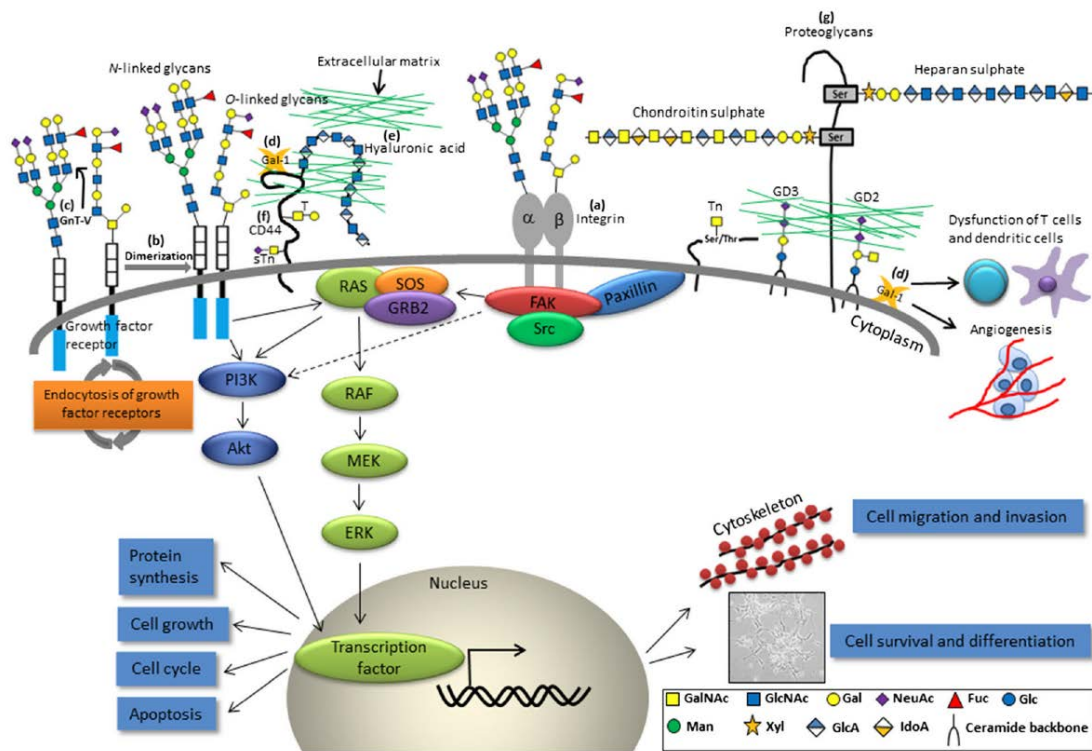 (g)
Proteoglycans
N-linked glycans
Extracellular matrix
Heparan sulphate
O-linked glycans
Ser
Chondroitin sulphate
(d)
(e)
Gal-1
Hyaluronic acid
Ser
(c)
GnT-V
T
(f)
CD44
α
β
(a)
Integrin
GD3
GD2
Tn
Ser/Thr
Dysfunction of T cells
and dendritic cells
(b)
Dimerization
sTn
(d)
Gal-1
RAS
SOS
GRB2
FAK
Paxillin
Src
Cytoplasm
Angiogenesis
Growth factor
receptor
Endocytosis of growth
factor receptors
PI3K
RAF
Akt
MEK
ERK
Cytoskeleton
Cell migration and invasion
Protein
synthesis
Nucleus
Cell growth
Transcription
factor
Cell survival and differentiation
Cell cycle
Apoptosis
GalNAc
GlcNAc
Gal
NeuAc
Fuc
Glc
Man
Xyl
GlcA
IdoA
Ceramide backbone